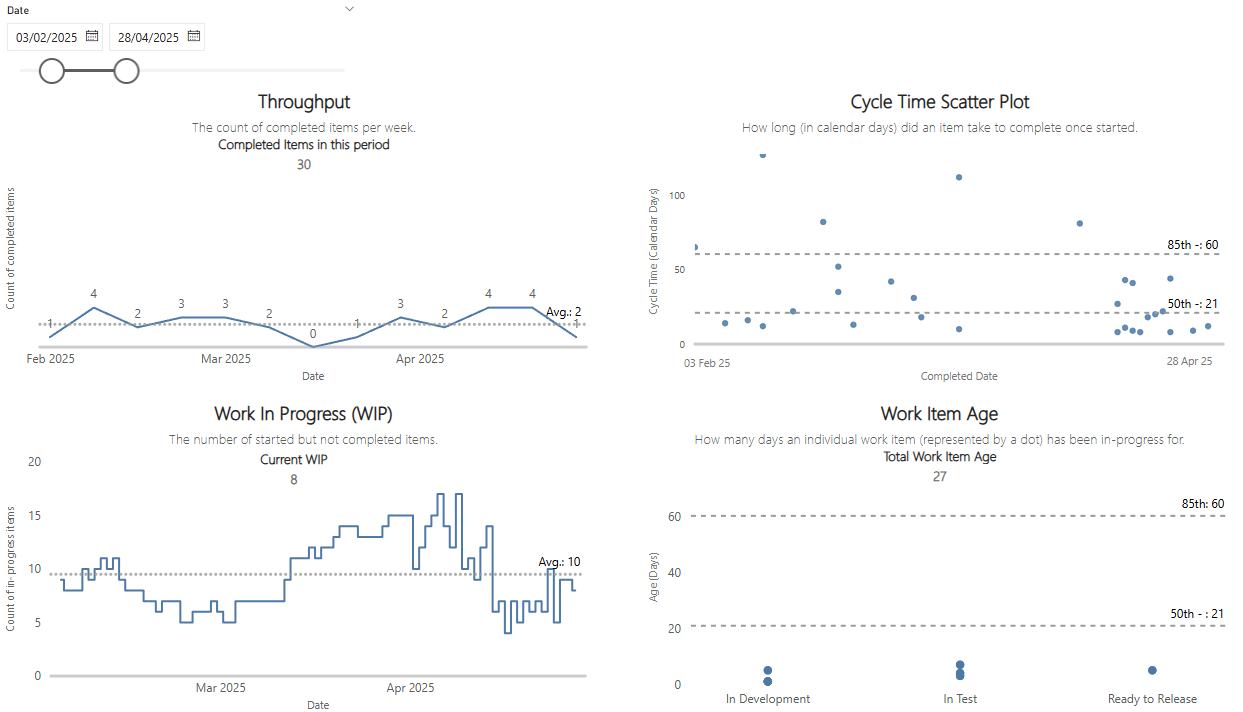 Date
03/02/2025 28/04/2025
Throughput
The count of completed items per week.
Completed Items in this period
30
Count of completed items
1 4 2 3 3 2 0 1 3 2 4 4 1
Avg.: 2
Feb 2025 Mar 2025 Apr 2025
Date
Cycle Time Scatter Plot
How long (in calendar days) did an item take to complete once started.
Cycle Time (Calendar Days)
100
50
0
85th -: 60
50th -: 21
03 Feb 25 28 Apr 25
Completed Date
Work In Progress (WIP)
The number of started but not completed items.
Current WIP
8
Count of in-progress items
20
15
10
5
0
Avg.: 10
Mar 2025 Apr 2025
Date
Work Item Age
How many days an individual work item (represented by a dot) has been in-progress for.
Total Work Item Age
27
Age (Days)
60
40
20
0
85th: 60
50th - : 21
In Development In Test Ready to Release